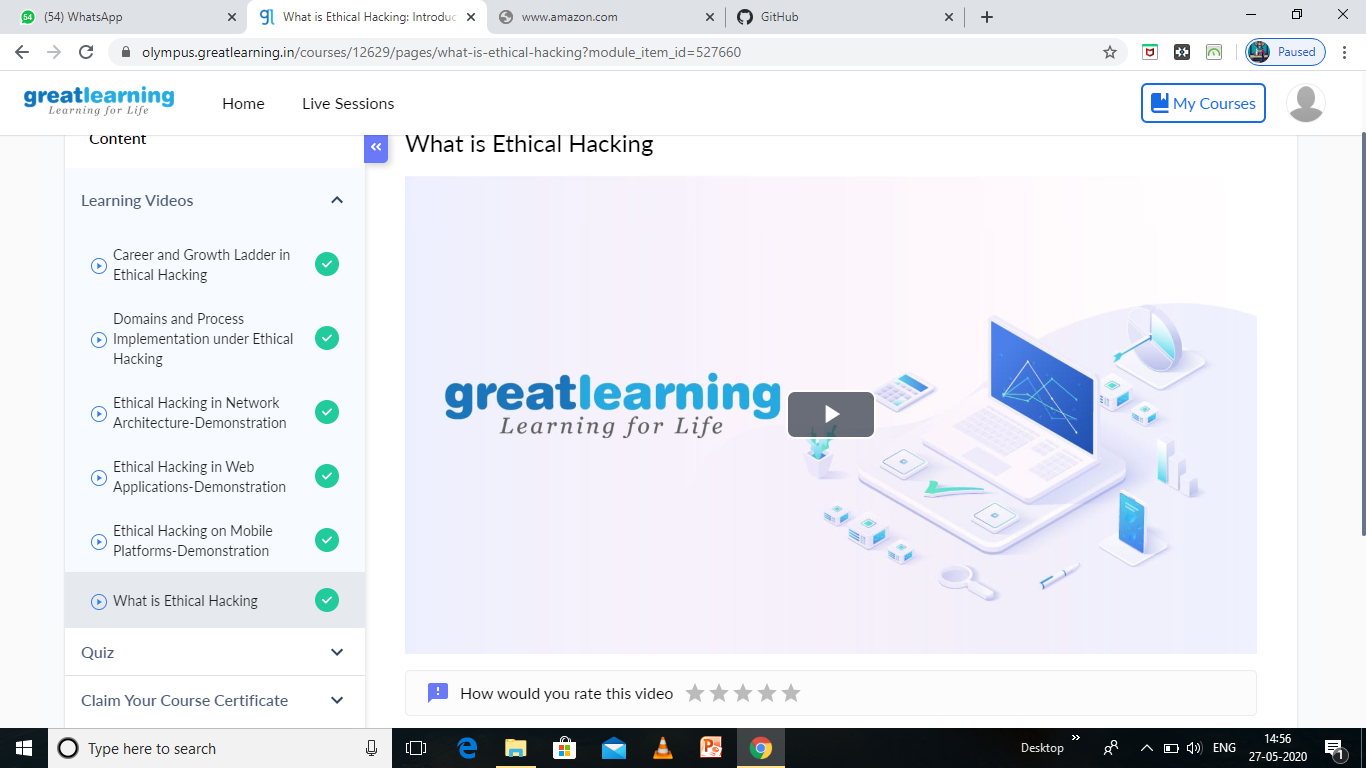 (54) WhatsApp
What is Ethical Hacking: Introduc
www.amazon.com
GitHub
olympus.greatlearning.in/courses/12629/pages/what-is-ethical-hacking?module_item_id=527660
Paused
greatlearning
Learning for Life
Home
Live Sessions
My Courses
Content
Learning Videos
Career and Growth Ladder in
Ethical Hacking
Domains and Process
Implementation under Ethical
Hacking
Ethical Hacking in Network
Architecture-Demonstration
Ethical Hacking in Web
Applications-Demonstration
Ethical Hacking on Mobile
Platforms-Demonstration
What is Ethical Hacking
Quiz
Claim Your Course Certificate
What is Ethical Hacking
greatlearning
Learning for Life
How would you rate this video
Type here to search
Desktop
ENG
14:56
27-05-2020
1